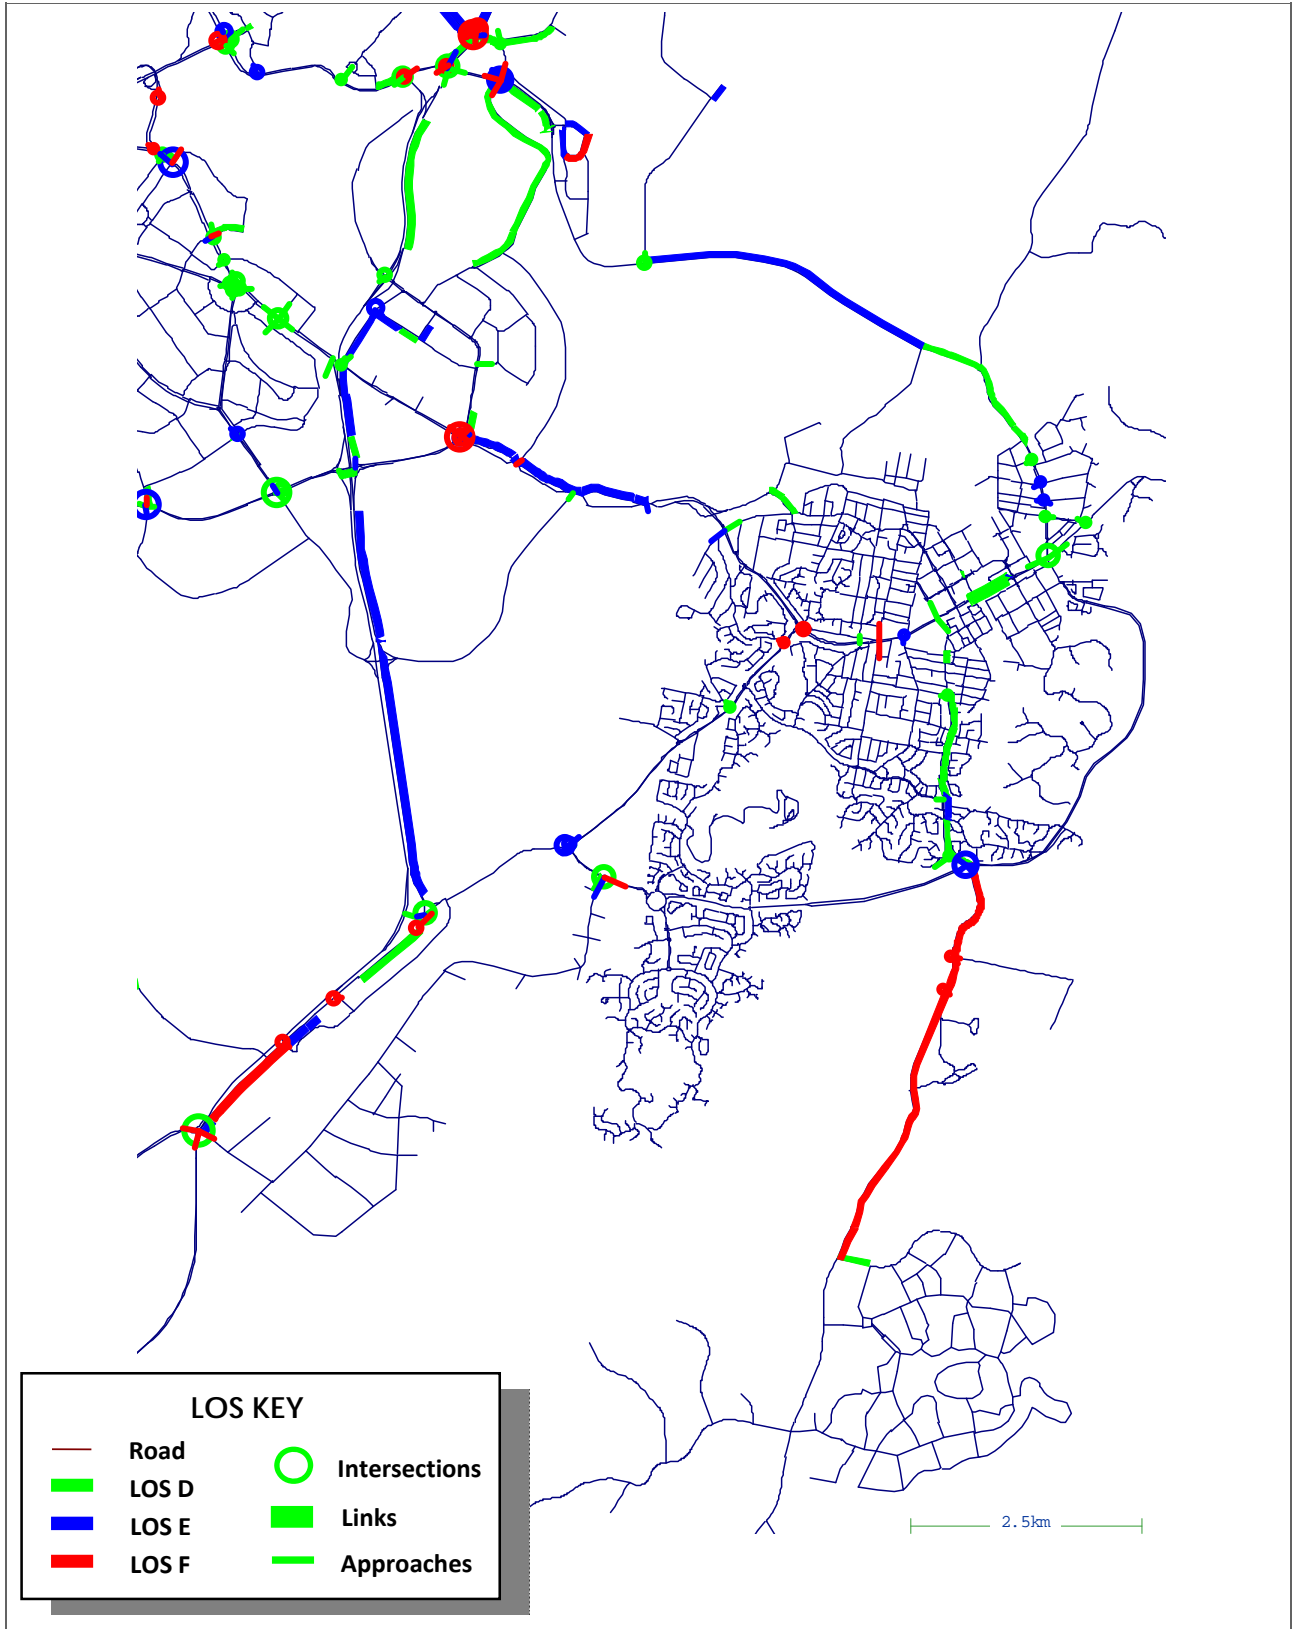 2.5km
LOS KEY
Road
LOS D
LOS E
LOS F
Intersections
Links
Approaches